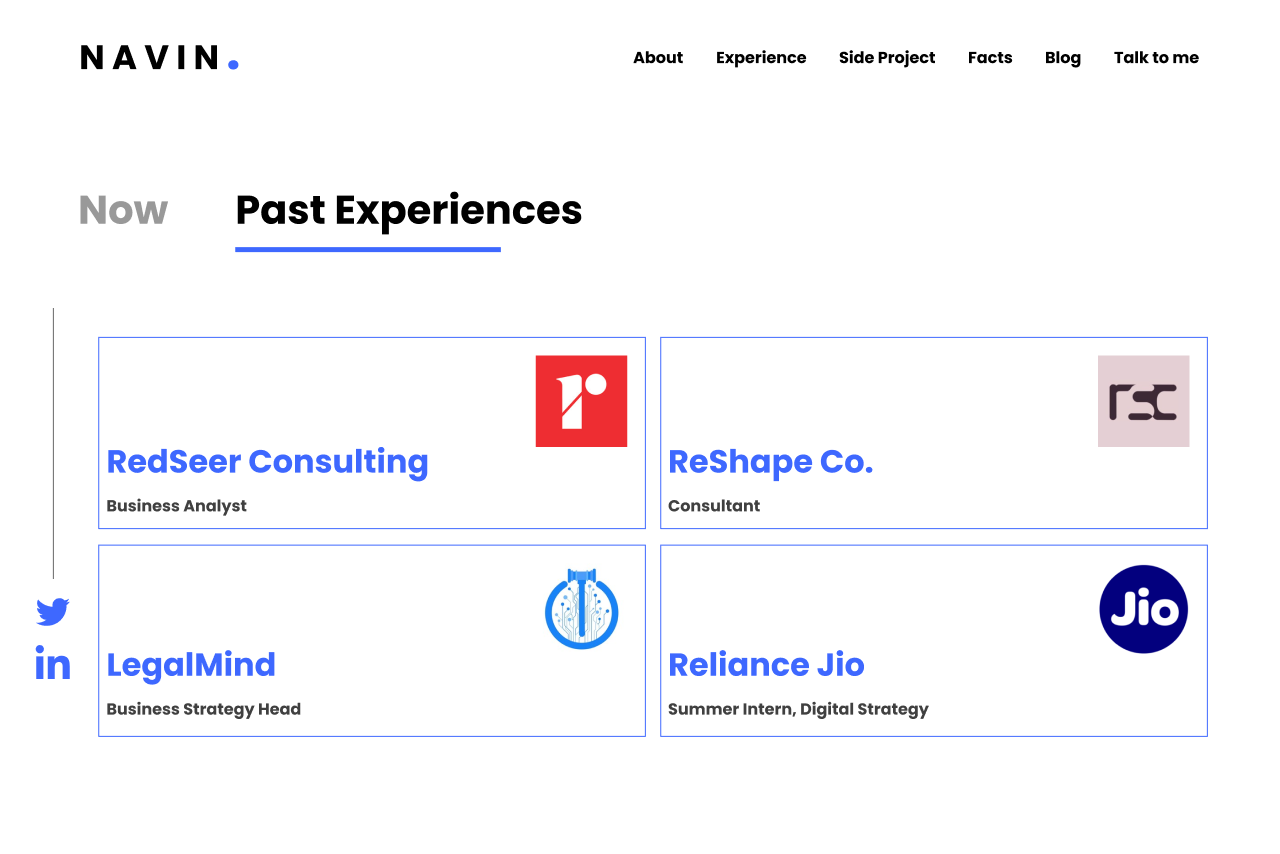 NAVIN.
About Experience Side Project Facts Blog Talk to me
Now Past Experiences
r
RedSeer Consulting
Business Analyst
rsc
ReShape Co.
Consultant
LegalMind
Business Strategy Head
Jio
Reliance Jio
Summer Intern, Digital Strategy
in